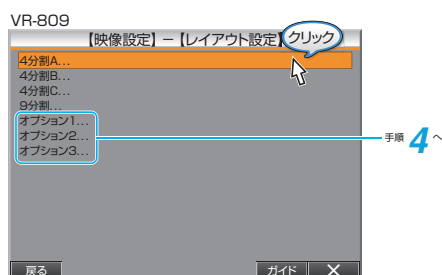 VR-809
【映像設定】－【レイアウト設定】
クリック
4分割A...
4分割B...
4分割C...
9分割...
オプション1...
オプション2...
オプション3...
手順 4 へ
戻る
ガイド
X